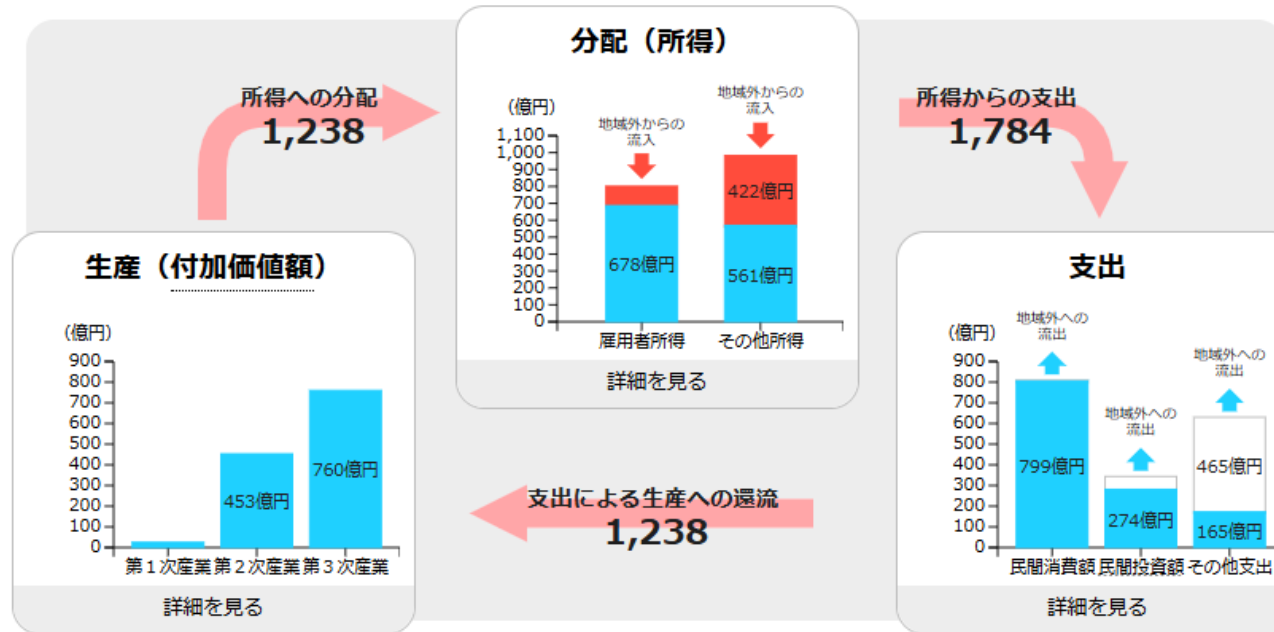 分配（所得）
所得への分配
1,238
所得からの支出
1,784
（億円）
1,100
1,000
900
800
700
600
500
400
300
200
100
0
地域外からの
流入
地域外からの
流入
422億円
678億円
561億円
雇用者所得
その他所得
詳細を見る
生産（付加価値額）
（億円）
900
800
700
600
500
400
300
200
100
0
453億円
760億円
第１次産業
第２次産業
第３次産業
詳細を見る
支出
（億円）
900
800
700
600
500
400
300
200
100
0
地域外への
流出
地域外への
流出
地域外への
流出
799億円
274億円
465億円
165億円
民間消費額
民間投資額
その他支出
詳細を見る
支出による生産への還流
1,238